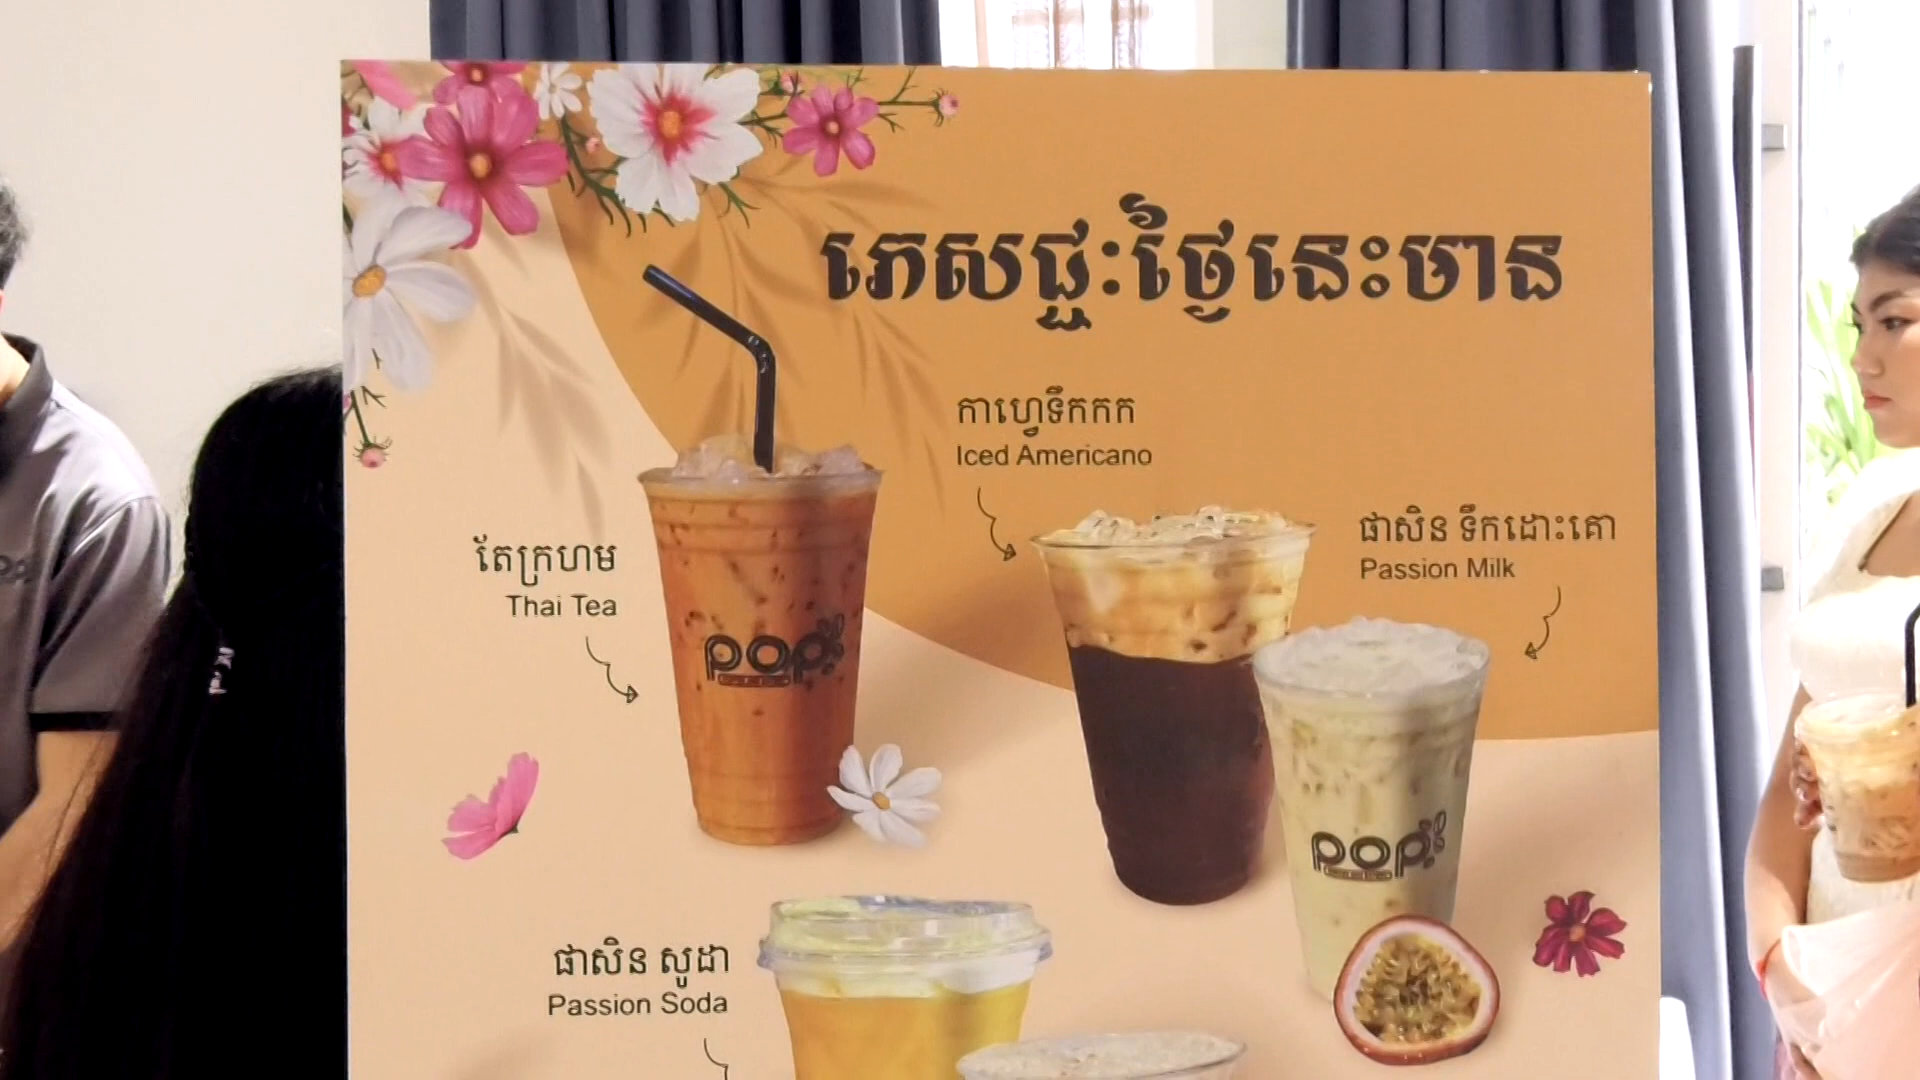 ភេសជ្ជៈថ្ងៃនេះមាន
កាហ្វេទឹកកក
Iced Americano
ផាសិន ទឹកដោះគោ
Passion Milk
តែក្រហម
Thai Tea
pop
pop
ផាសិន សូដា
Passion Soda